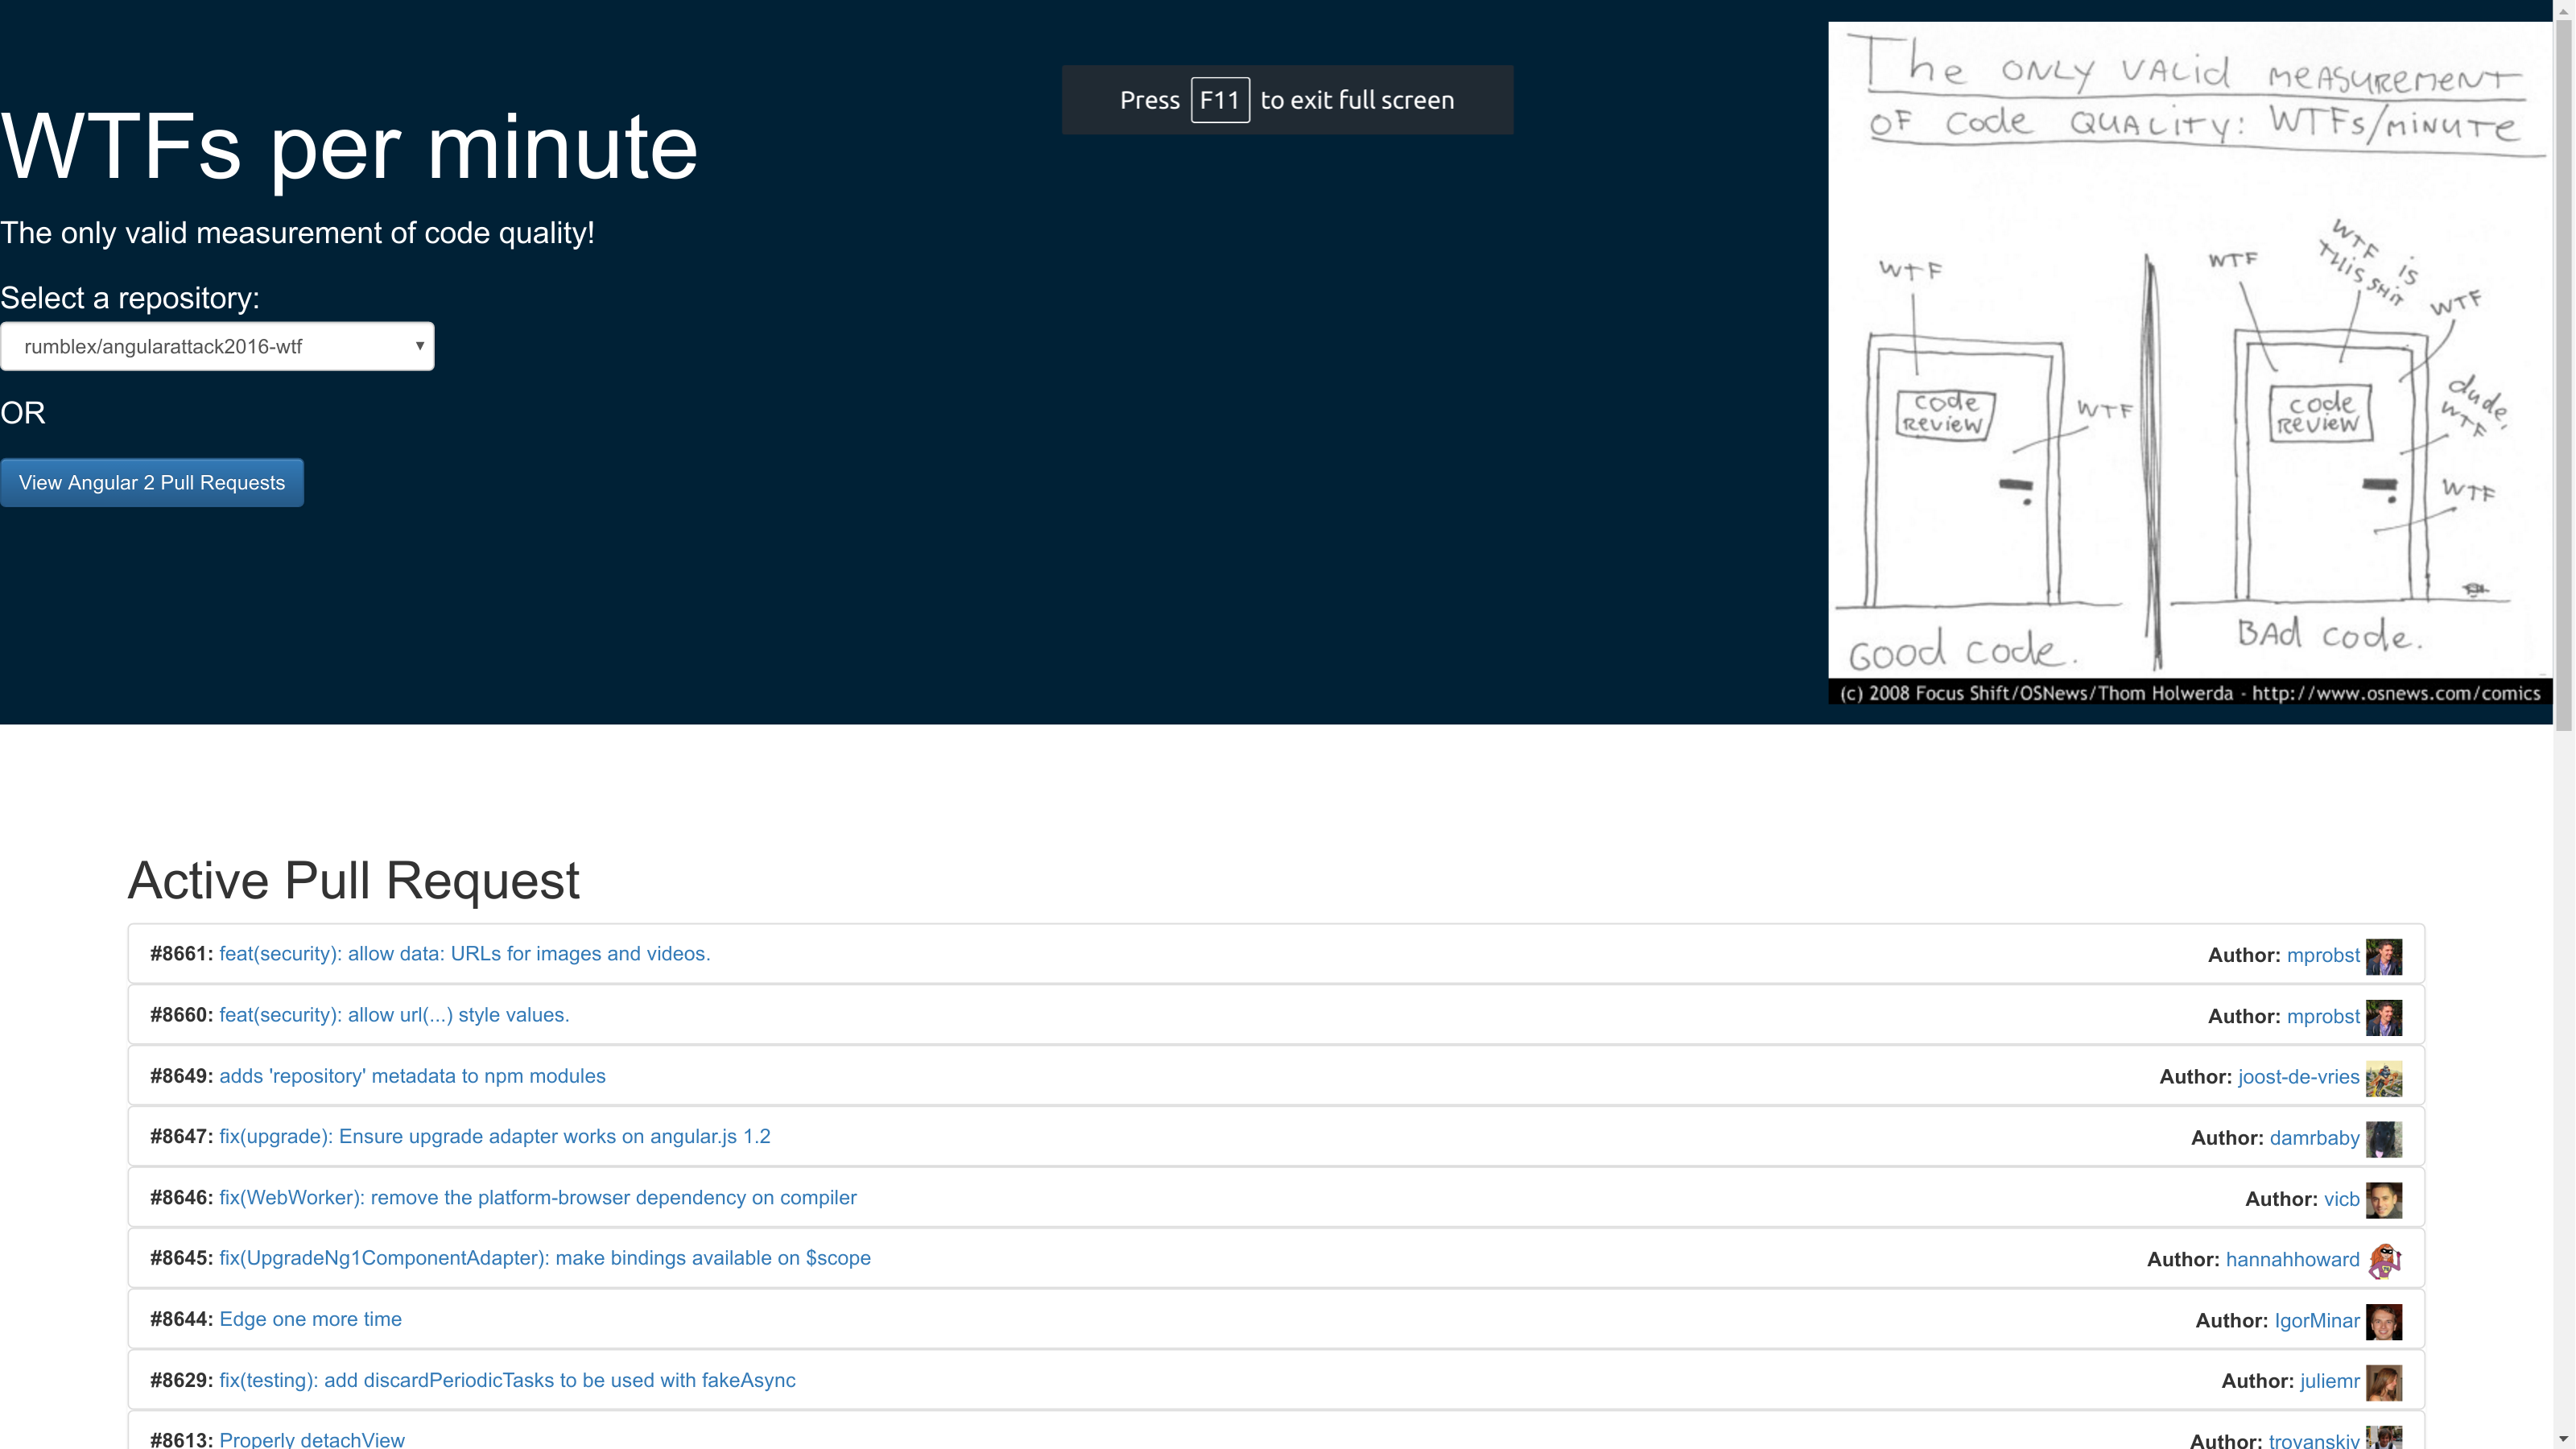 WTFs per minute
The only valid measurement of code quality!
Select a repository:
rumblex/angularattack2016-wtf
OR
View Angular 2 Pull Requests
Press F11 to exit full screen
The ONLY VALid MEASUREMENT
OF Code QUALITY: WTFs/MINUTE
WTF
CODE
REVIEW
WTF
GOOD CODE.
WTF
WTF IS
THIS SHIT
WTF
CODE
REVIEW
dude,
WTF
WTF
BAd code.
(c) 2008 Focus Shift/OSNews/Thom Holwerda - http://www.osnews.com/comics
Active Pull Request
#8661: feat(security): allow data: URLs for images and videos. Author: mprobst
#8660: feat(security): allow url(...) style values. Author: mprobst
#8649: adds 'repository' metadata to npm modules Author: joost-de-vries
#8647: fix(upgrade): Ensure upgrade adapter works on angular.js 1.2 Author: damrbaby
#8646: fix(WebWorker): remove the platform-browser dependency on compiler Author: vicb
#8645: fix(UpgradeNg1ComponentAdapter): make bindings available on $scope Author: hannahhoward
#8644: Edge one more time Author: IgorMinar
#8629: fix(testing): add discardPeriodicTasks to be used with fakeAsync Author: juliemr
#8613: Properly detachView Author: troyanskiy